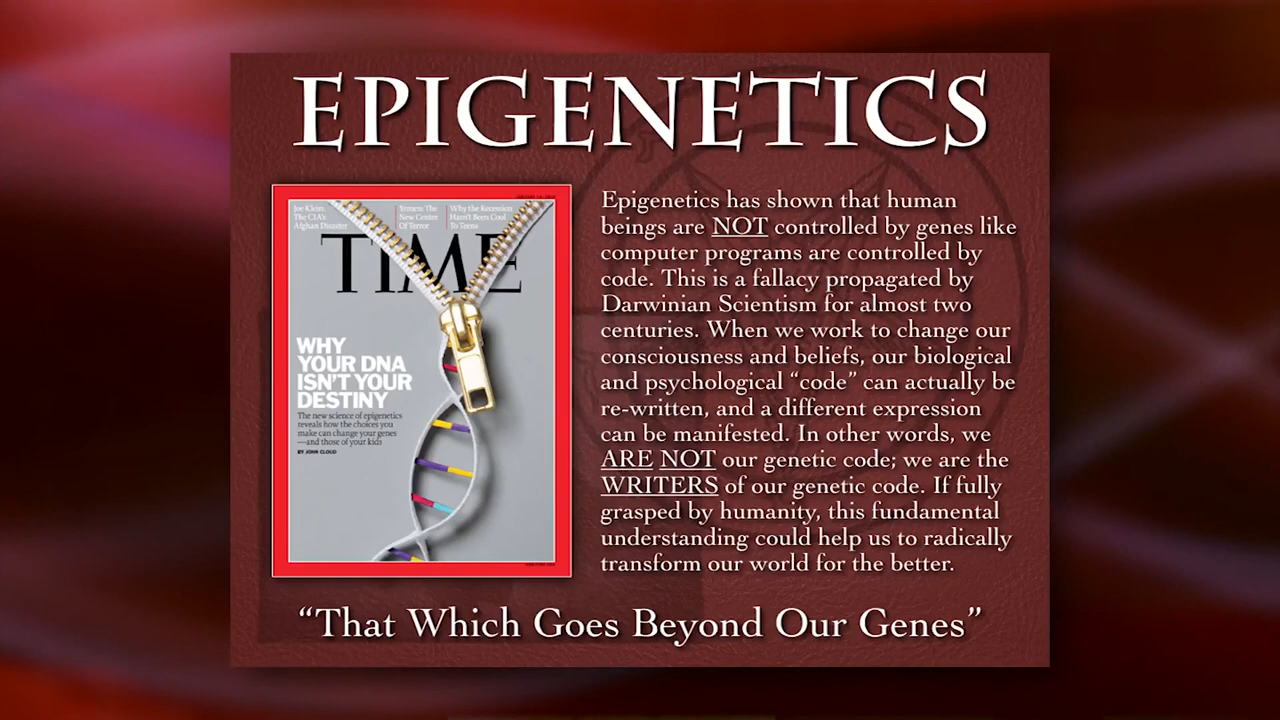 EPIGENETICS
Joe Klein:
The CIA's
Afghan Disaster
Yemen: The
New Center
Of Terror
Why the Recession
Hasn't Been Cool
To Teens
TIME
WHY
YOUR DNA
ISN'T YOUR
DESTINY
The new science of epigenetics
reveals how the choices you
make can change your genes
—and those of your kids
BY JOHN CLOUD
Epigenetics has shown that human
beings are NOT controlled by genes like
computer programs are controlled by
code. This is a fallacy propagated by
Darwinian Scientism for almost two
centuries. When we work to change our
consciousness and beliefs, our biological
and psychological “code” can actually be
re-written, and a different expression
can be manifested. In other words, we
ARE NOT our genetic code; we are the
WRITERS of our genetic code. If fully
grasped by humanity, this fundamental
understanding could help us to radically
transform our world for the better.
“That Which Goes Beyond Our Genes”